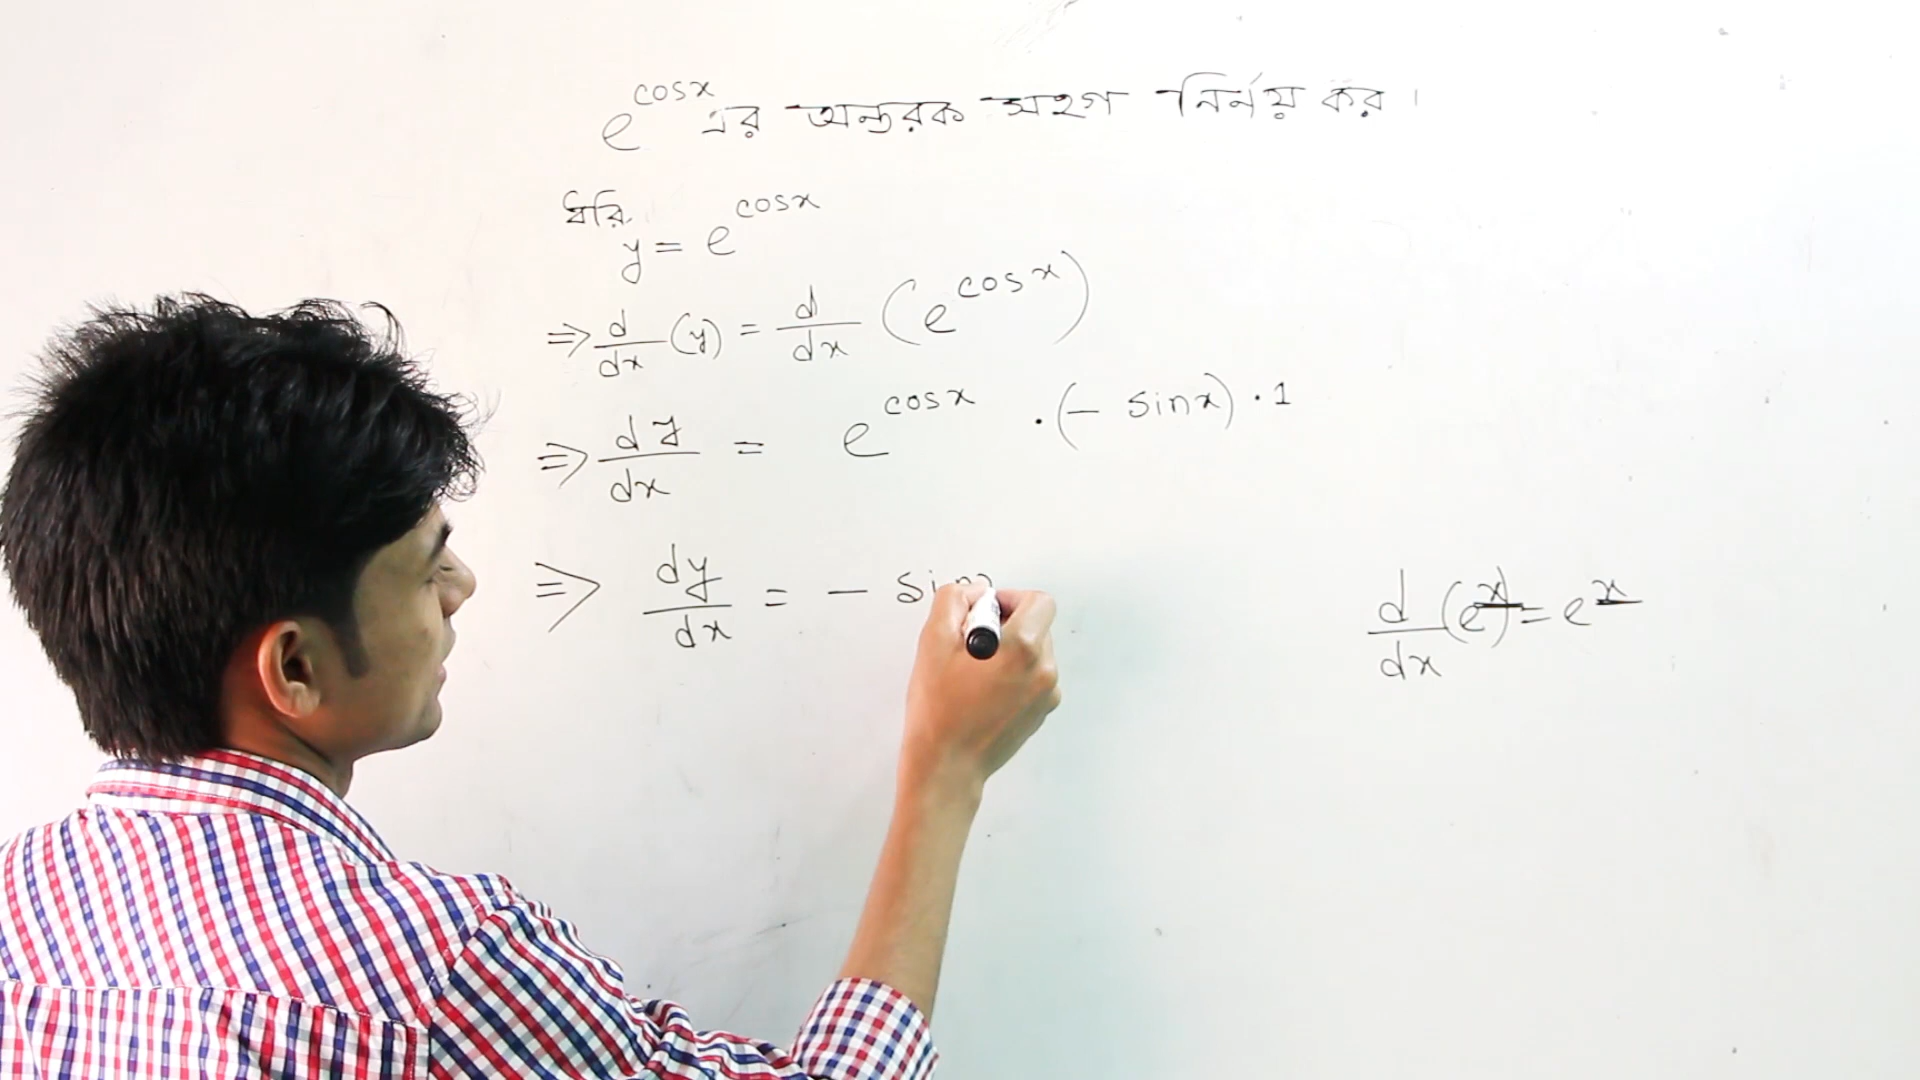 e^cosx এর অন্তরক সহগ নির্নয় কর।
ধরি,
y = e^cosx
⇒ d/dx (y) = d/dx (e^cosx)
⇒ dy/dx = e^cosx · (- sinx) · 1
⇒ dy/dx = - sin
d/dx (e^x) = e^x